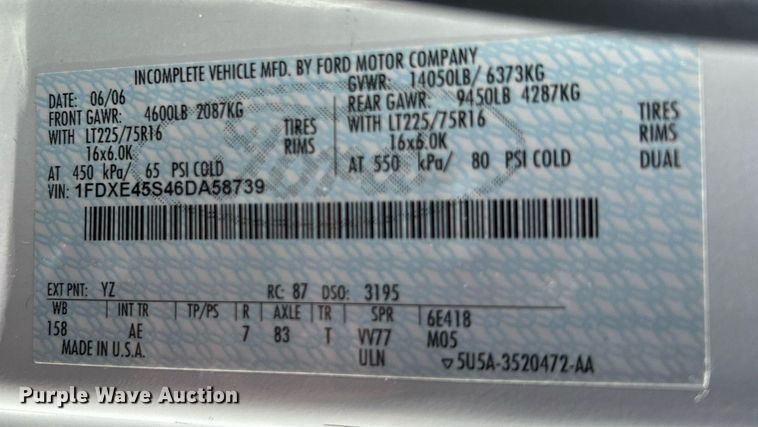 INCOMPLETE VEHICLE MFD. BY FORD MOTOR COMPANY
DATE: 06/06 GVWR: 14050LB/ 6373KG
FRONT GAWR: 4600LB 2087KG REAR GAWR: 9450LB 4287KG
WITH LT225/75R16 TIRES WITH LT225/75R16 TIRES
16x6.0K RIMS 16x6.0K RIMS
AT 450 kPa/ 65 PSI COLD AT 550 kPa/ 80 PSI COLD DUAL
VIN: 1FDXE45S46DA58739
EXT PNT: YZ RC: 87 DSO: 3195
WB INT TR TP/PS R AXLE TR SPR 6E418
158 AE 7 83 T VV77 M05
MADE IN U.S.A. ULN ▽5U5A-3520472-AA
Purple Wave Auction